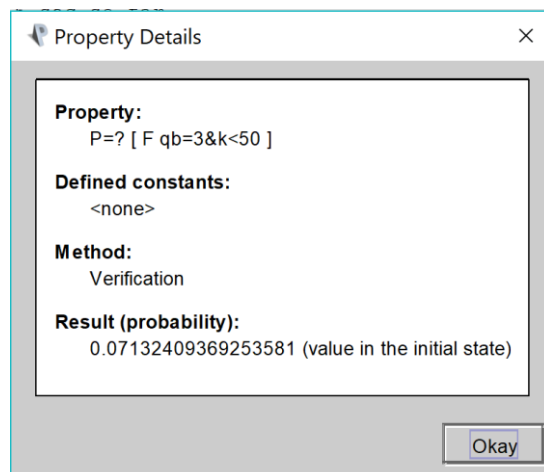 Property Details
Property:
P=? [ F qb=3&k<50 ]
Defined constants:
<none>
Method:
Verification
Result (probability):
0.07132409369253581 (value in the initial state)
Okay